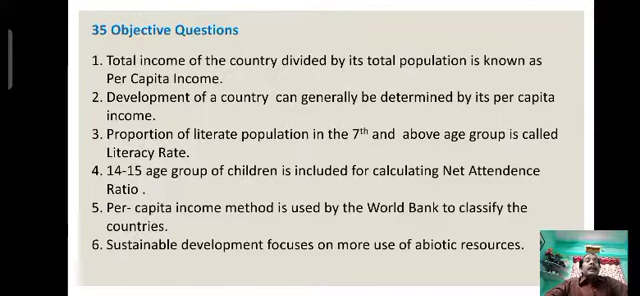 35 Objective Questions
1. Total income of the country divided by its total population is known as
Per Capita Income.
2. Development of a country can generally be determined by its per capita
income.
3. Proportion of literate population in the 7th and above age group is called
Literacy Rate.
4. 14-15 age group of children is included for calculating Net Attendence
Ratio .
5. Per- capita income method is used by the World Bank to classify the
countries.
6. Sustainable development focuses on more use of abiotic resources.